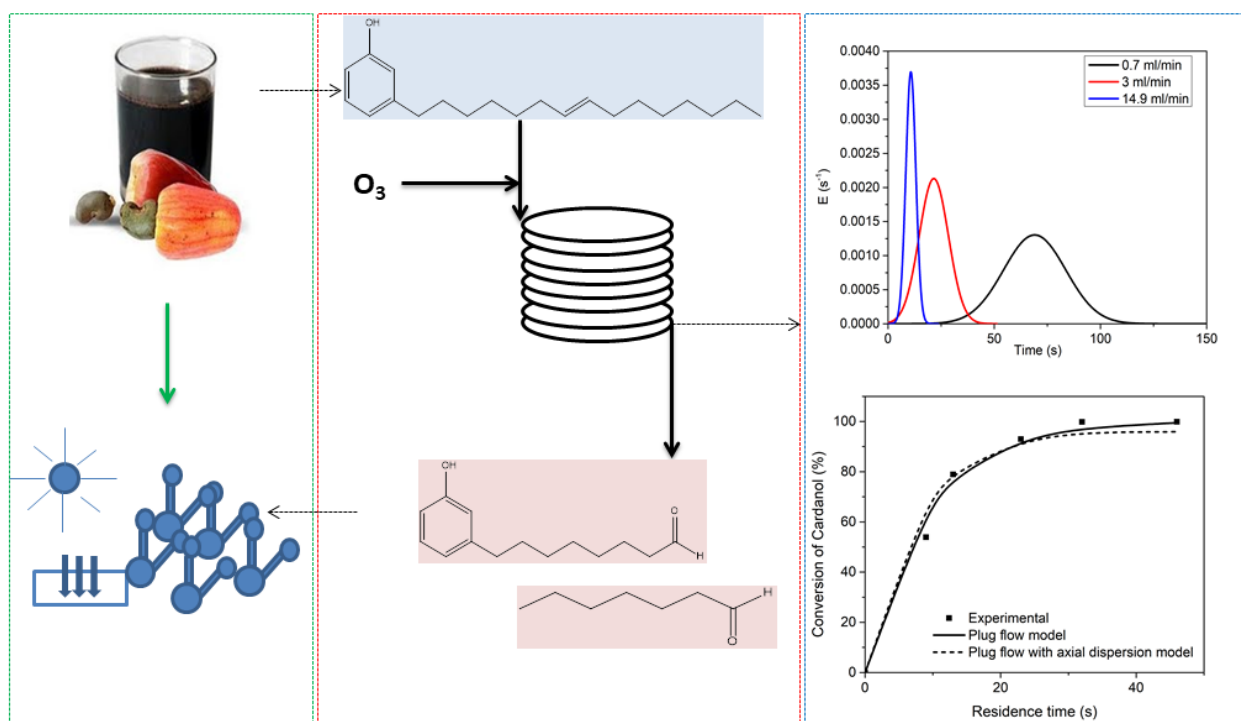 OH
O₃
OH
O
H
H
O
0.0040
0.0035
0.0030
0.0025
0.0020
0.0015
0.0010
0.0005
0.0000
E (s⁻¹)
0.7 ml/min
3 ml/min
14.9 ml/min
0
50
100
150
Time (s)
100
80
60
40
20
0
Conversion of Cardanol (%)
Experimental
Plug flow model
Plug flow with axial dispersion model
0
20
40
Residence time (s)